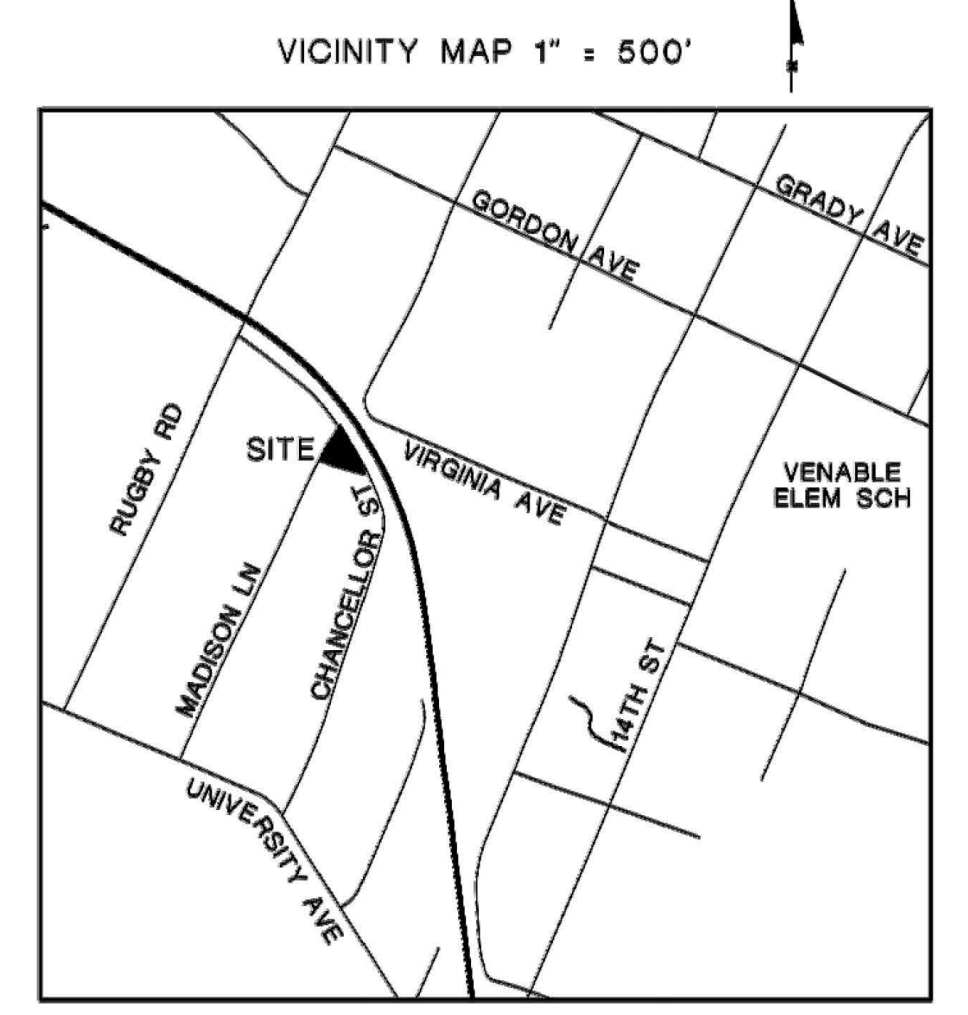 VICINITY MAP 1" = 500'
N
GRADY AVE
GORDON AVE
RUGBY RD
SITE
VIRGINIA AVE
VENABLE
ELEM SCH
MADISON LN
CHANCELLOR ST
14TH ST
UNIVERSITY AVE